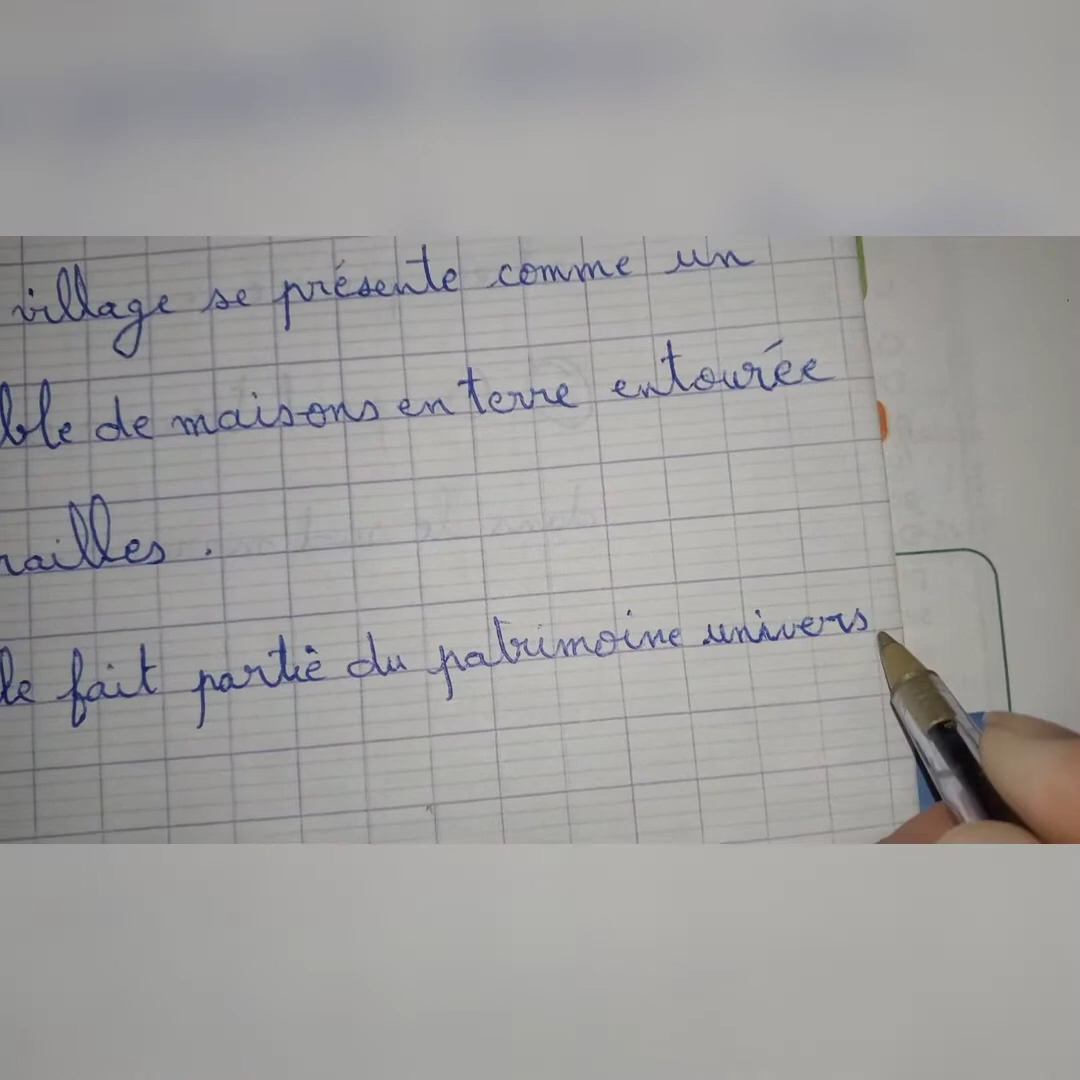 village se présente comme un
ble de maisons en terre entourée
railles.
le fait partie du patrimoine univers